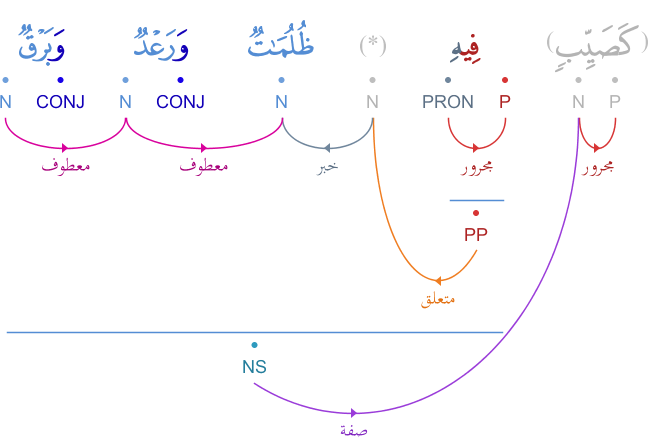 (كَصَيِّبٍ) فِيهِ (*) ظُلُمَٰتٌ وَرَعْدٌ وَبَرْقٌ
P N P PRON N N CONJ N CONJ N
مجرور مجرور خبر معطوف معطوف
PP
متعلق
NS
صفة